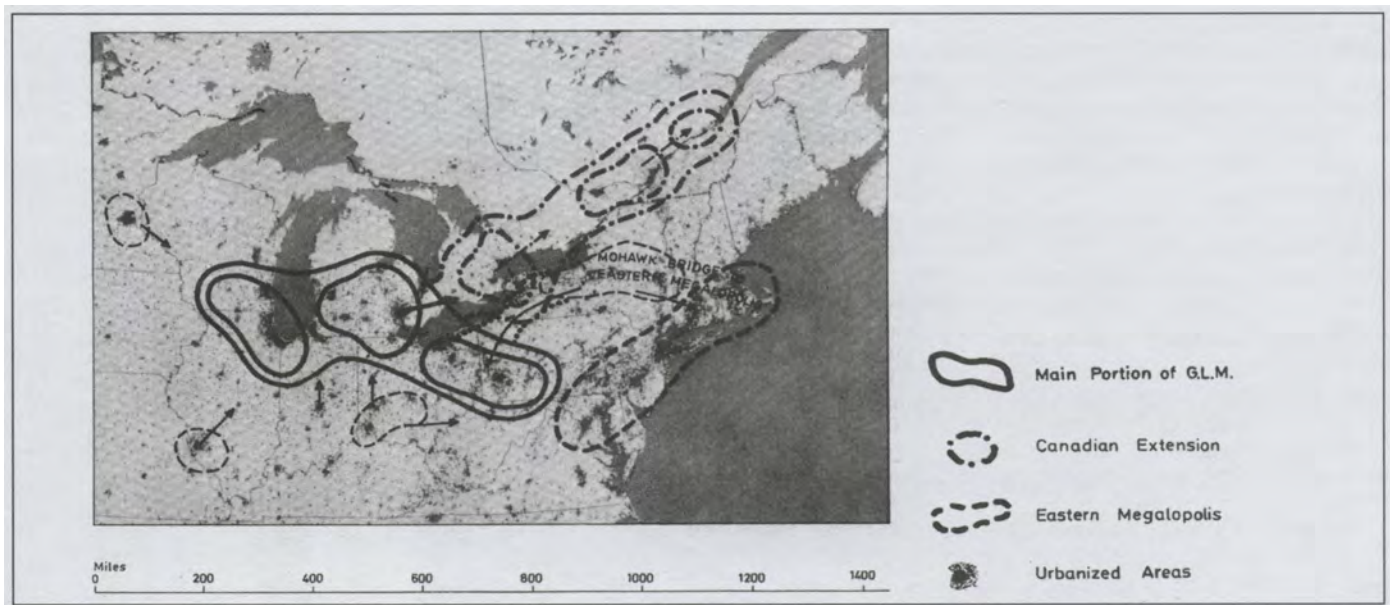 MOHAWK-BRIDGE
EASTERN
Main Portion of G.L.M.
Canadian Extension
Eastern Megalopolis
Urbanized Areas
Miles
0 200 400 600 800 1000 1200 1400